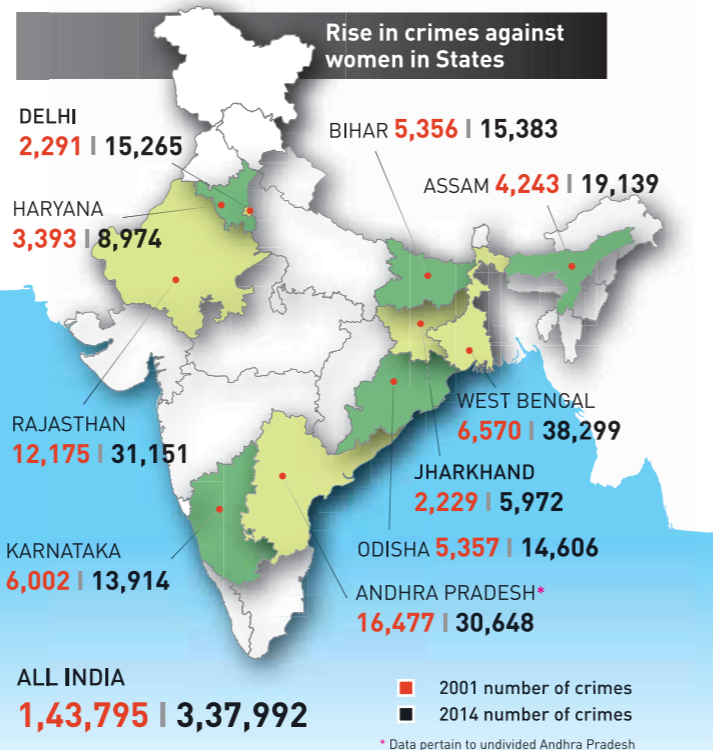 Rise in crimes against
women in States
DELHI
2,291 | 15,265
BIHAR 5,356 | 15,383
ASSAM 4,243 | 19,139
HARYANA
3,393 | 8,974
RAJASTHAN
12,175 | 31,151
WEST BENGAL
6,570 | 38,299
JHARKHAND
2,229 | 5,972
KARNATAKA
6,002 | 13,914
ODISHA 5,357 | 14,606
ANDHRA PRADESH*
16,477 | 30,648
ALL INDIA
1,43,795 | 3,37,992
2001 number of crimes
2014 number of crimes
* Data pertain to undivided Andhra Pradesh